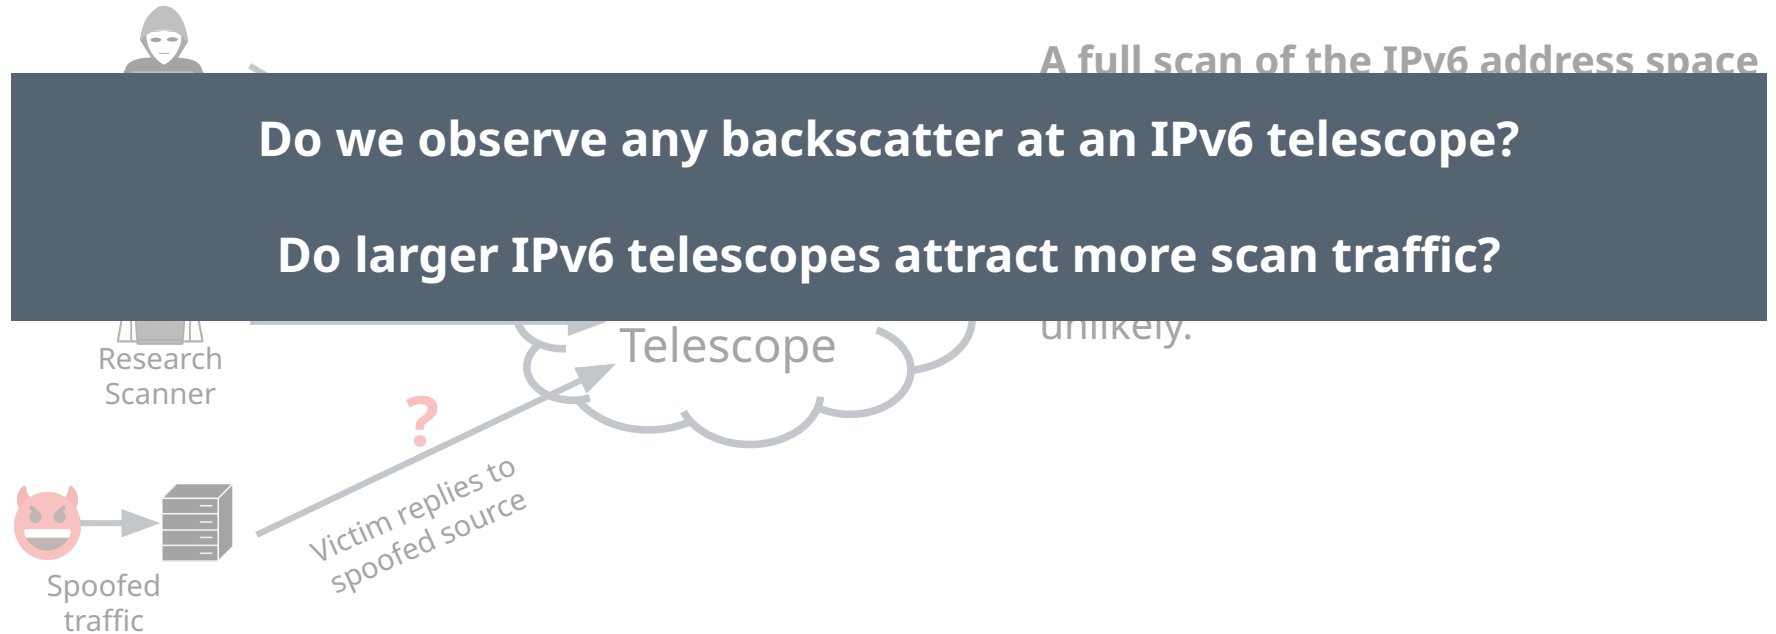 A full scan of the IPv6 address space
Do we observe any backscatter at an IPv6 telescope?
Do larger IPv6 telescopes attract more scan traffic?
unlikely.
Telescope
Research
Scanner
?
Victim replies to
spoofed source
Spoofed
traffic